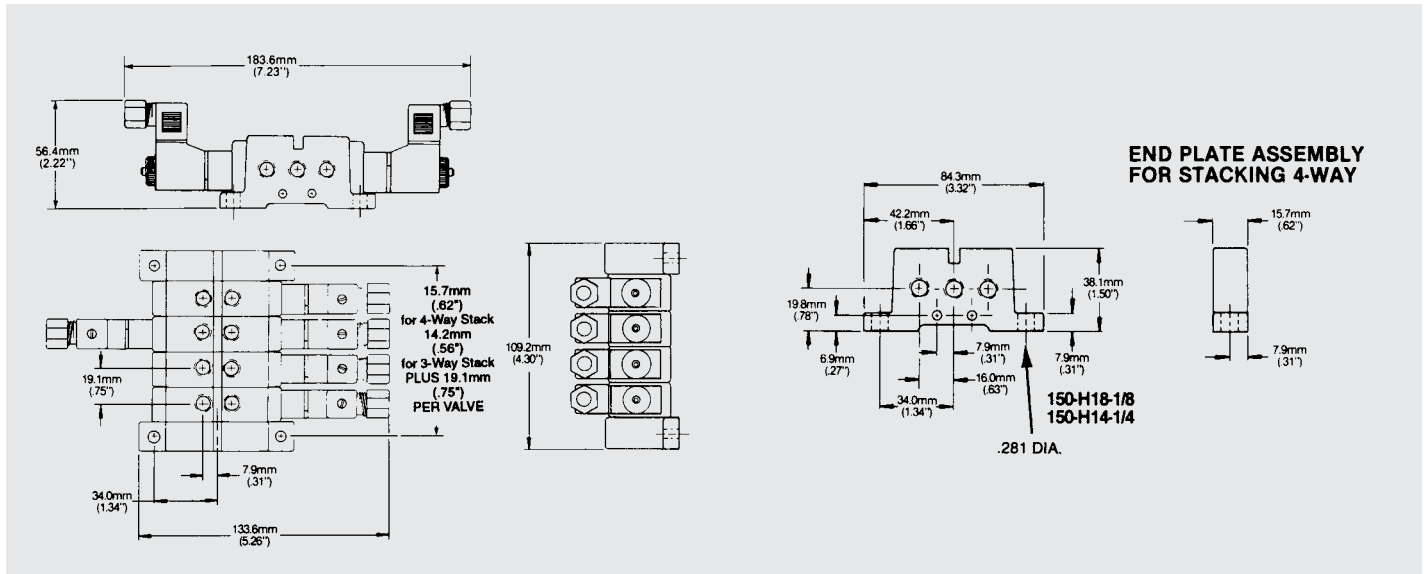 183.6mm
(7.23'')
56.4mm
(2.22'')
15.7mm
(.62")
for 4-Way Stack
14.2mm
(.56")
for 3-Way Stack
PLUS 19.1mm
(.75")
PER VALVE
19.1mm
(.75")
7.9mm
(.31")
34.0mm
(1.34")
133.6mm
(5.26")
109.2mm
(4.30")
END PLATE ASSEMBLY
FOR STACKING 4-WAY
84.3mm
(3.32")
42.2mm
(1.66")
19.8mm
(.78")
6.9mm
(.27")
38.1mm
(1.50")
7.9mm
(.31")
7.9mm
(.31")
16.0mm
(.63")
34.0mm
(1.34")
150-H18-1/8
150-H14-1/4
.281 DIA.
15.7mm
(.62")
7.9mm
(.31")